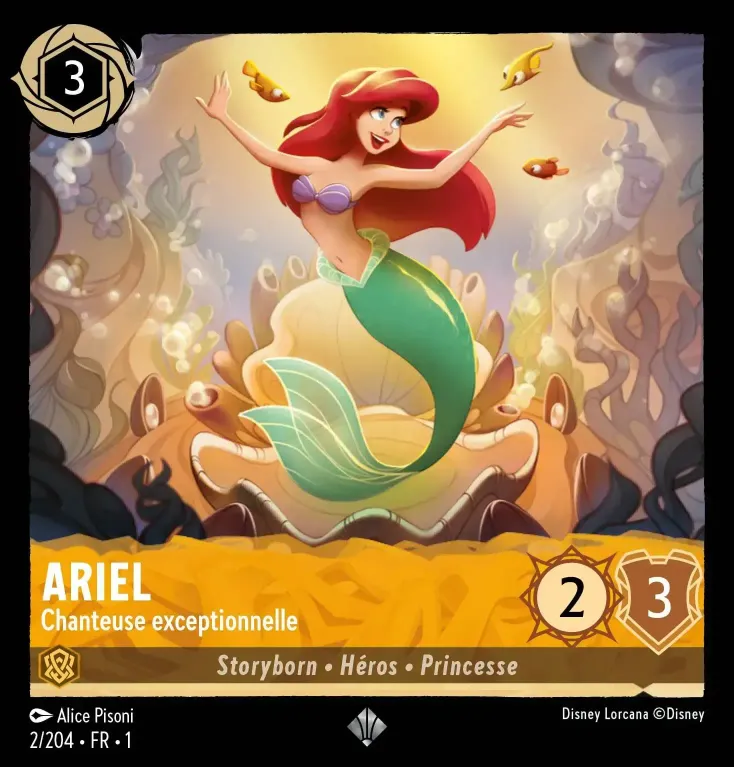 3
ARIEL
Chanteuse exceptionnelle
2 3
Storyborn • Héros • Princesse
Alice Pisoni
Disney Lorcana ©Disney
2/204 • FR • 1